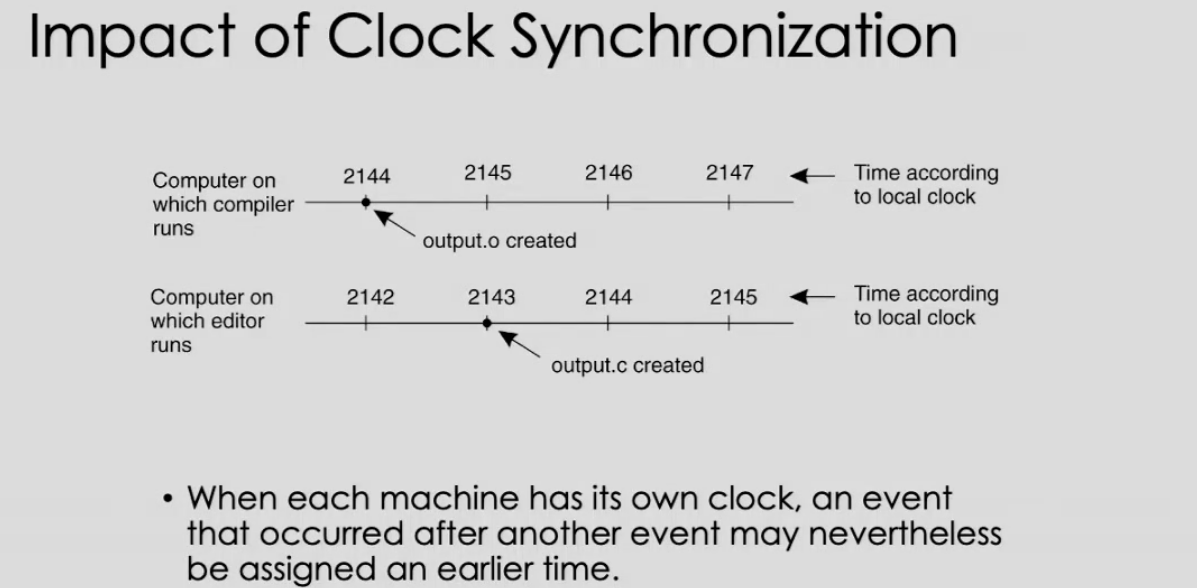 Impact of Clock Synchronization
Computer on
which compiler
runs
2144
2145
2146
2147
Time according
to local clock
output.o created
Computer on
which editor
runs
2142
2143
2144
2145
Time according
to local clock
output.c created
• When each machine has its own clock, an event
that occurred after another event may nevertheless
be assigned an earlier time.